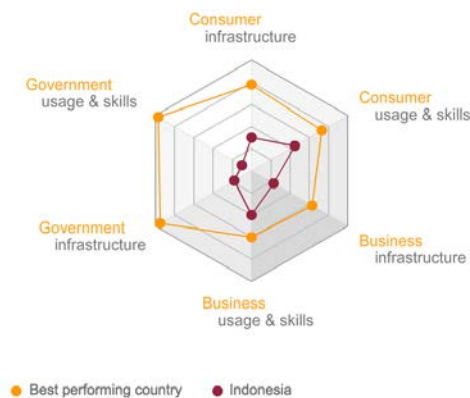 Consumer
infrastructure
Government
usage & skills
Consumer
usage & skills
Government
infrastructure
Business
infrastructure
Business
usage & skills
Best performing country
Indonesia